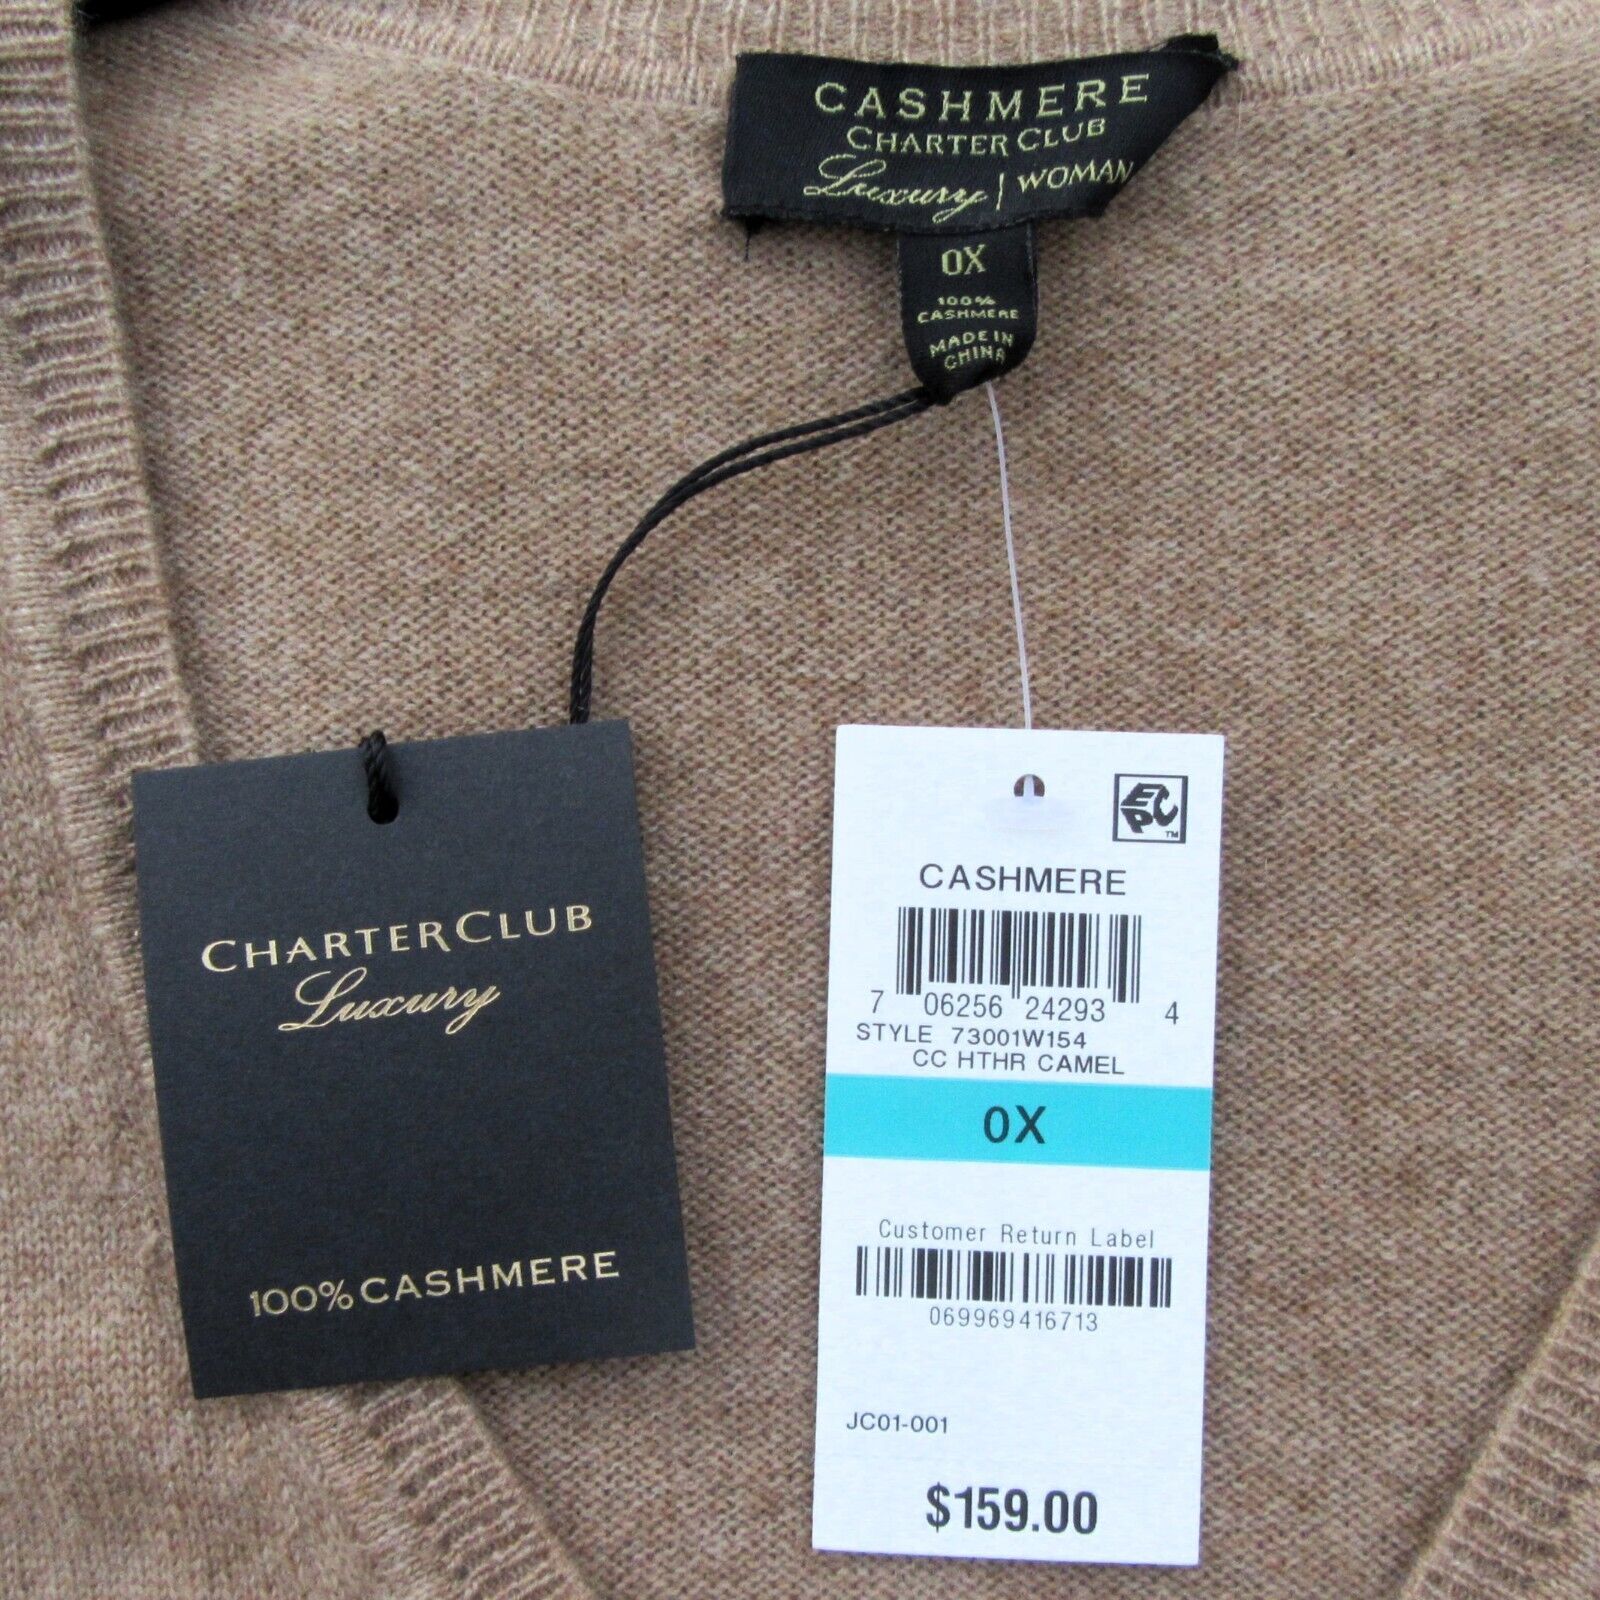 CASHMERE
CHARTER CLUB
Luxury | WOMAN
0X
100%
CASHMERE
MADE IN
CHINA
CHARTER CLUB
Luxury
100% CASHMERE
EPC
TM
CASHMERE
7 06256 24293 4
STYLE 73001W154
CC HTHR CAMEL
0X
Customer Return Label
069969416713
JC01-001
$159.00